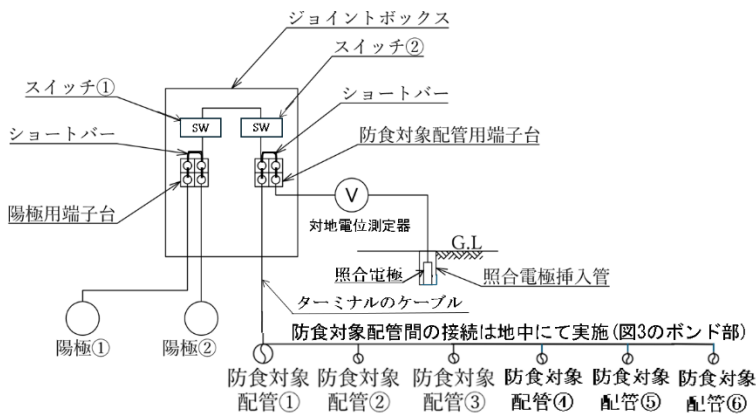 ジョイントボックス
スイッチ②
スイッチ①
ショートバー
SW
SW
ショートバー
防食対象配管用端子台
陽極用端子台
V
対地電位測定器
G.L
照合電極
照合電極挿入管
ターミナルのケーブル
防食対象配管間の接続は地中にて実施(図3のボンド部)
陽極①
陽極②
防食対象
配管①
防食対象
配管②
防食対象
配管③
防食対象
配管④
防食対象
配管⑤
防食対象
配管⑥